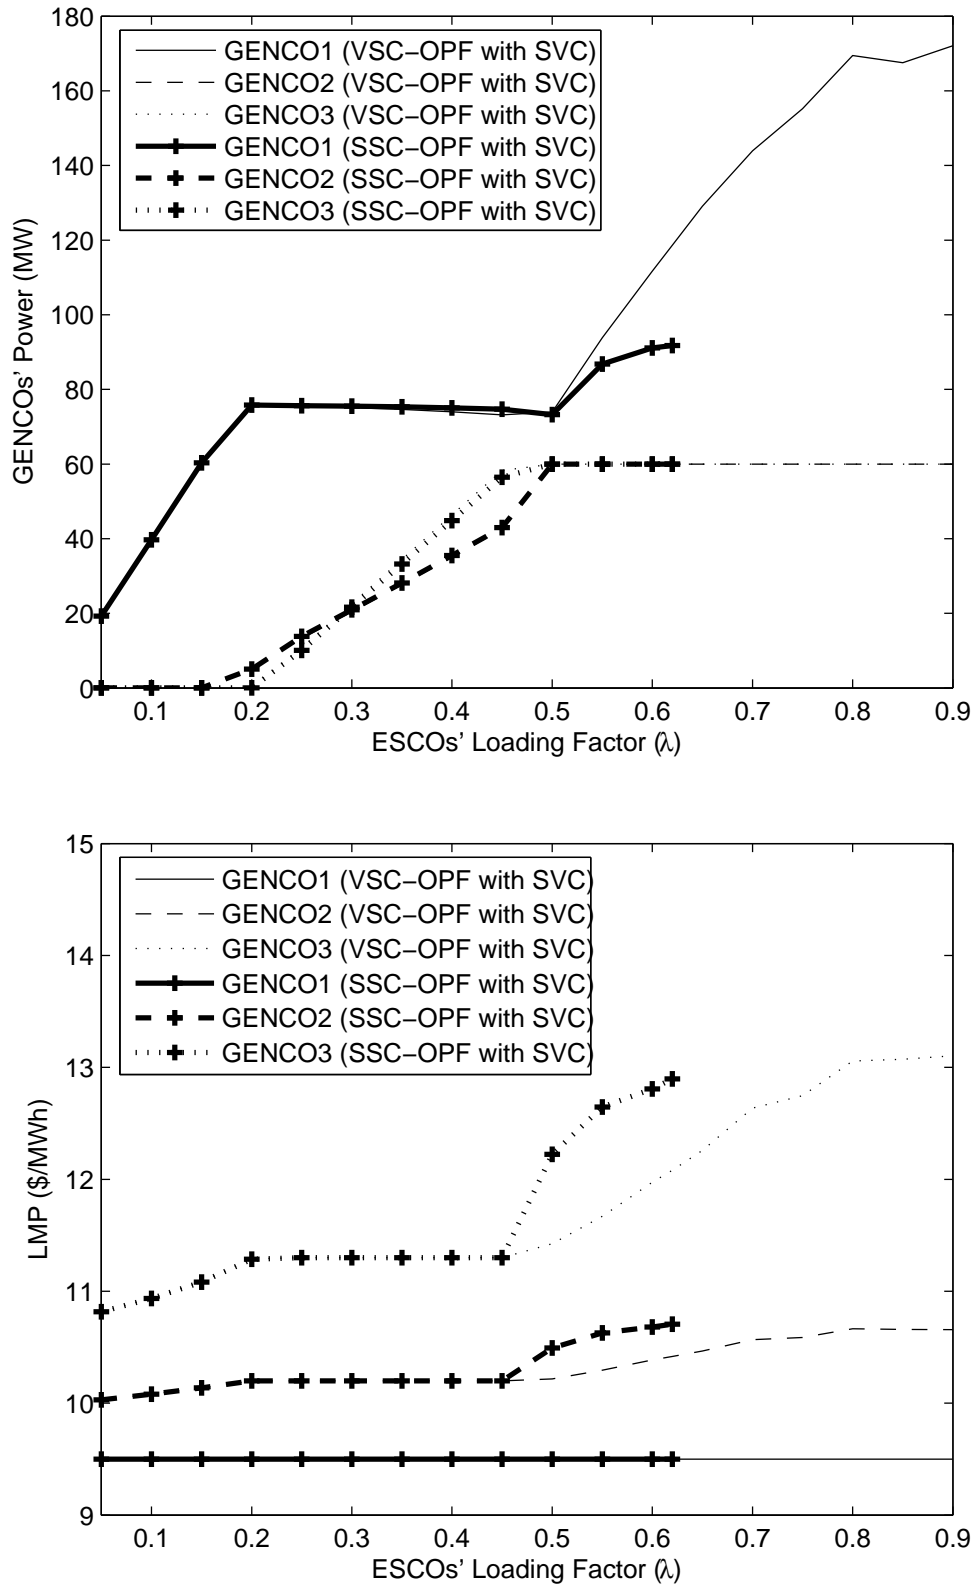 180
160
140
120
100
80
60
40
20
0
GENCOs' Power (MW)
GENCO1 (VSC−OPF with SVC)
GENCO2 (VSC−OPF with SVC)
GENCO3 (VSC−OPF with SVC)
GENCO1 (SSC−OPF with SVC)
GENCO2 (SSC−OPF with SVC)
GENCO3 (SSC−OPF with SVC)
0.1 0.2 0.3 0.4 0.5 0.6 0.7 0.8 0.9
ESCOs' Loading Factor (λ)
15
14
13
12
11
10
9
LMP ($/MWh)
GENCO1 (VSC−OPF with SVC)
GENCO2 (VSC−OPF with SVC)
GENCO3 (VSC−OPF with SVC)
GENCO1 (SSC−OPF with SVC)
GENCO2 (SSC−OPF with SVC)
GENCO3 (SSC−OPF with SVC)
0.1 0.2 0.3 0.4 0.5 0.6 0.7 0.8 0.9
ESCOs' Loading Factor (λ)